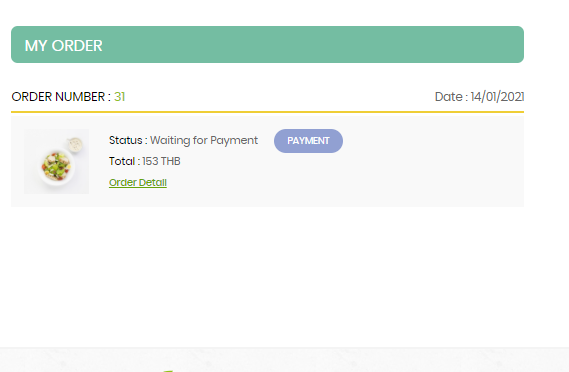 MY ORDER
ORDER NUMBER : 31
Date : 14/01/2021
Status : Waiting for Payment
PAYMENT
Total : 153 THB
Order Detail